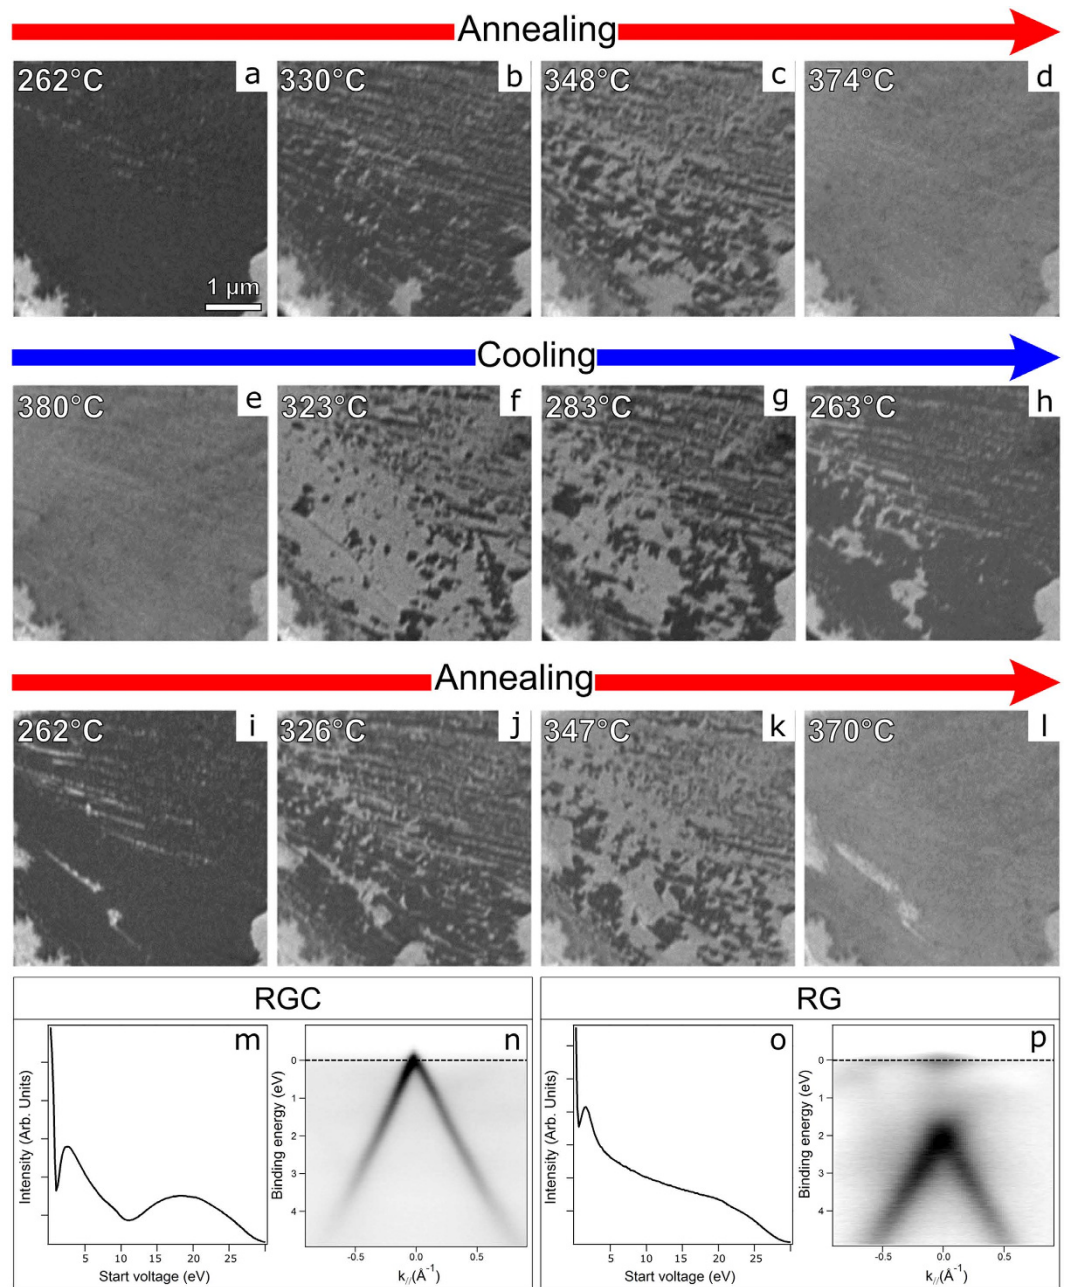 Annealing
262°C a 330°C b 348°C c 374°C d
1 µm
Cooling
380°C e 323°C f 283°C g 263°C h
Annealing
262°C i 326°C j 347°C k 370°C l
RGC
RG
m
Intensity (Arb. Units)
5 10 15 20 25
Start voltage (eV)
n
Binding energy (eV)
0
1
2
3
4
-0.5 0.0 0.5
k//(Å⁻¹)
o
Intensity (Arb. Units)
5 10 15 20 25 30
Start voltage (eV)
p
Binding energy (eV)
0
1
2
3
4
-0.5 0.0 0.5
k//(Å⁻¹)